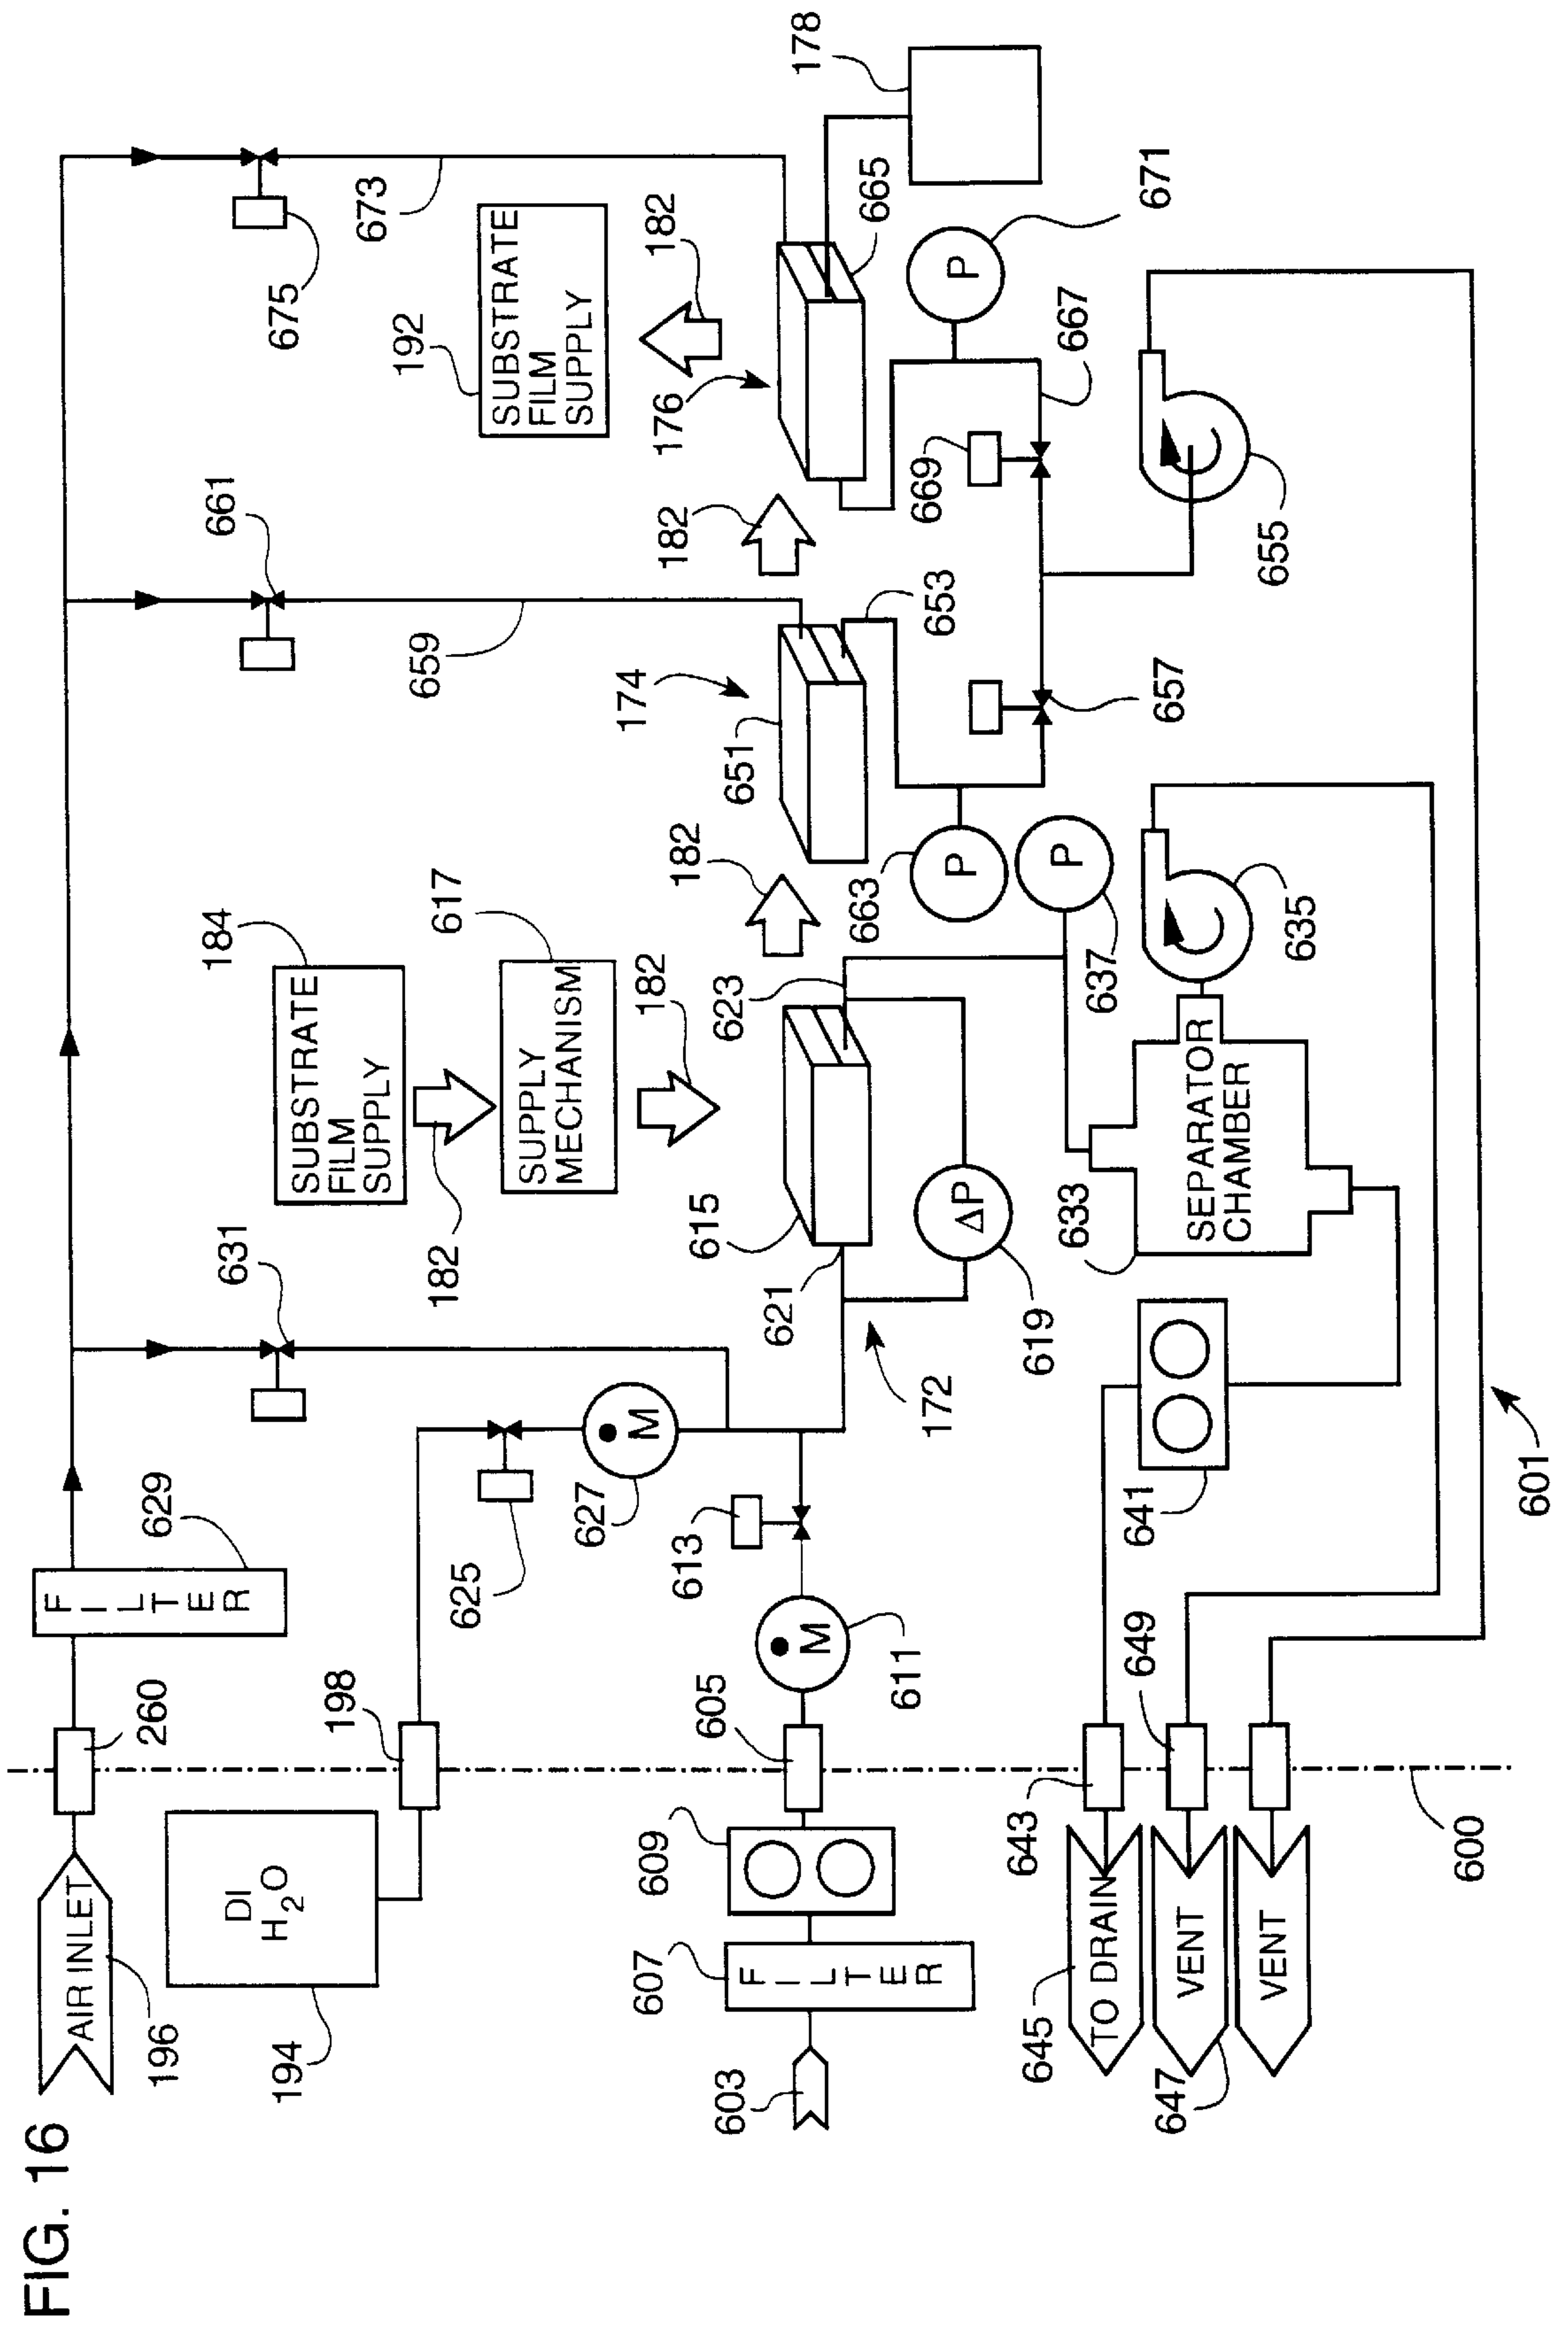 FIG. 16
AIR INLET
196
260
FILTER
629
631
DI
H2O
194
198
625
627
Ṁ
SUBSTRATE
FILM
SUPPLY
184
182
SUPPLY
MECHANISM
617
182
661
659
675
673
SUBSTRATE
FILM
SUPPLY
192
182
178
603
FILTER
607
609
605
Ṁ
611
613
172
621
615
ΔP
619
623
182
651
174
653
182
176
665
P
663
P
637
657
669
667
P
671
TO DRAIN
645
643
VENT
647
649
VENT
641
SEPARATOR
CHAMBER
633
635
655
600
601